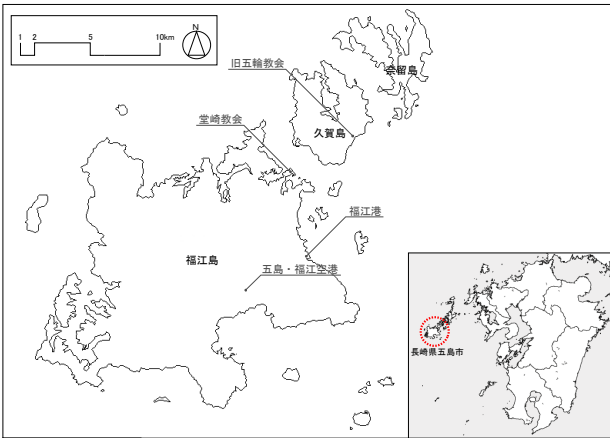 1 2 5 10km
N
旧五輪教会
奈留島
久賀島
堂崎教会
福江港
福江島
五島・福江空港
長崎県五島市